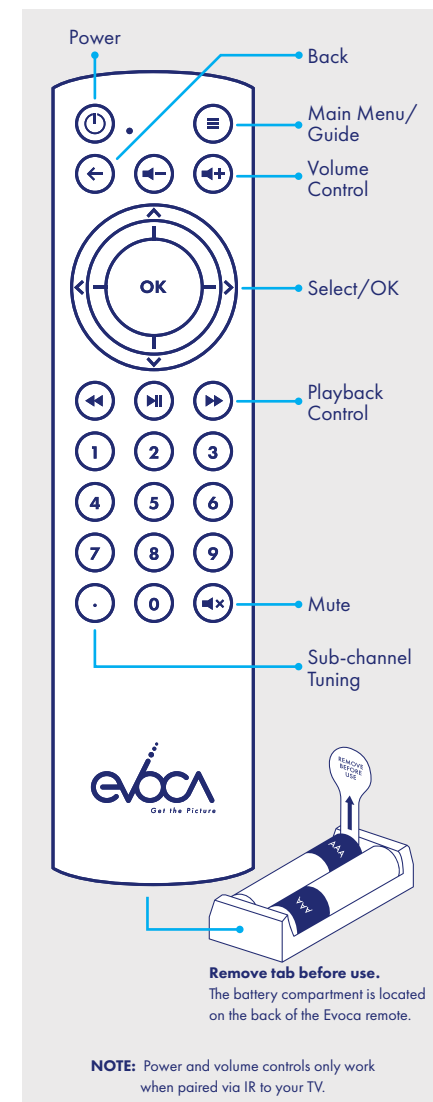 Power
Back
Main Menu/
Guide
Volume
Control
OK
Select/OK
Playback
Control
1 2 3
4 5 6
7 8 9
. 0
Mute
Sub-channel
Tuning
evoca
Get the Picture
REMOVE
BEFORE
USE
AAA
AAA
Remove tab before use.
The battery compartment is located
on the back of the Evoca remote.
NOTE: Power and volume controls only work
when paired via IR to your TV.